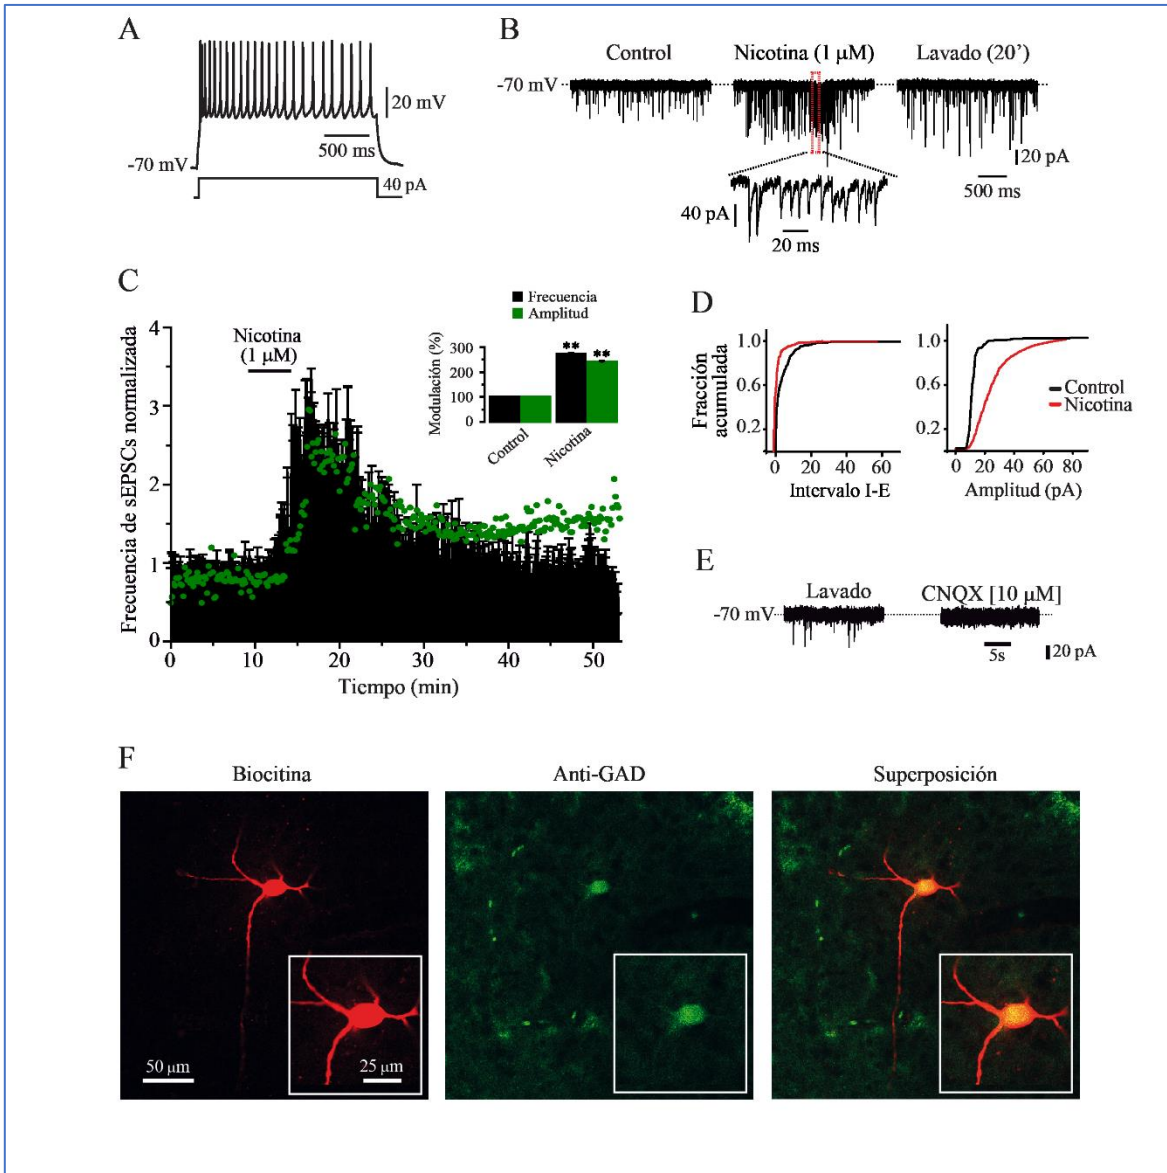 A
20 mV
500 ms
-70 mV
40 pA
B
Control
Nicotina (1 μM)
Lavado (20')
-70 mV
20 pA
500 ms
40 pA
20 ms
C
Frecuencia
Amplitud
Nicotina
(1 μM)
Modulación (%)
300
200
100
0
Control
Nicotina
**
**
Frecuencia de sEPSCs normalizada
4
3
2
1
0
0
10
20
30
40
50
Tiempo (min)
D
Fracción
acumulada
1.0
0.6
0.2
0
20
40
60
Intervalo I-E
1.0
0.6
0.2
0
20
40
60
80
Amplitud (pA)
Control
Nicotina
E
Lavado
CNQX [10 μM]
-70 mV
5s
20 pA
F
Biocitina
Anti-GAD
Superposición
50 μm
25 μm